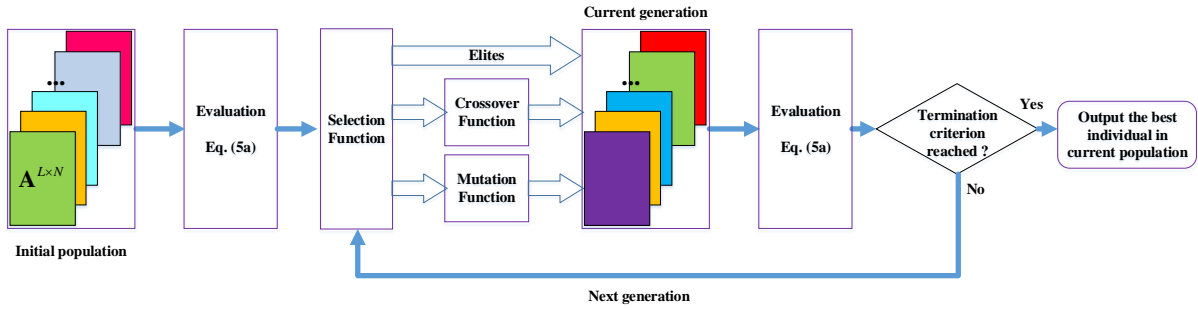 Current generation
Elites
...
...
Evaluation
Eq. (5a)
Selection
Function
Crossover
Function
Evaluation
Eq. (5a)
Termination
criterion
reached ?
Yes
Output the best
individual in
current population
A^{L×N}
Mutation
Function
No
Initial population
Next generation